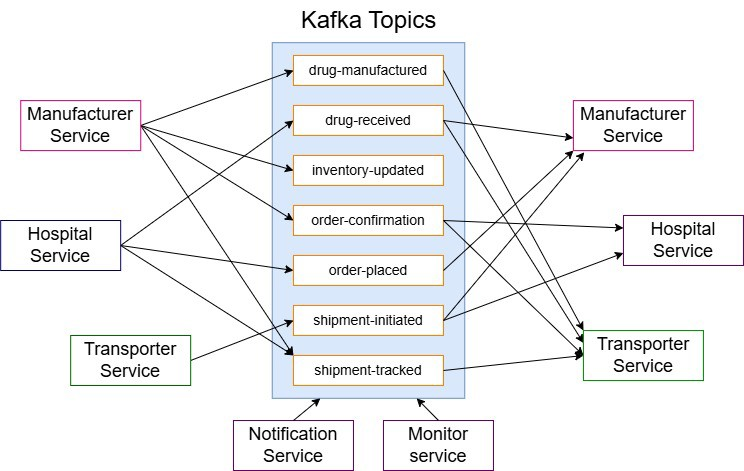 Kafka Topics
drug-manufactured
Manufacturer
Service
drug-received
Manufacturer
Service
inventory-updated
Hospital
Service
order-confirmation
Hospital
Service
order-placed
shipment-initiated
Transporter
Service
shipment-tracked
Transporter
Service
Notification
Service
Monitor
service